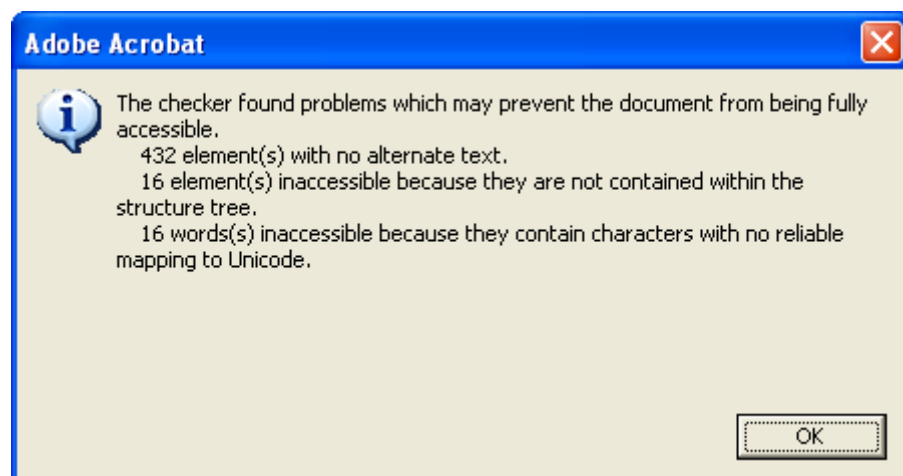 Adobe Acrobat
The checker found problems which may prevent the document from being fully
accessible.
432 element(s) with no alternate text.
16 element(s) inaccessible because they are not contained within the
structure tree.
16 words(s) inaccessible because they contain characters with no reliable
mapping to Unicode.
OK